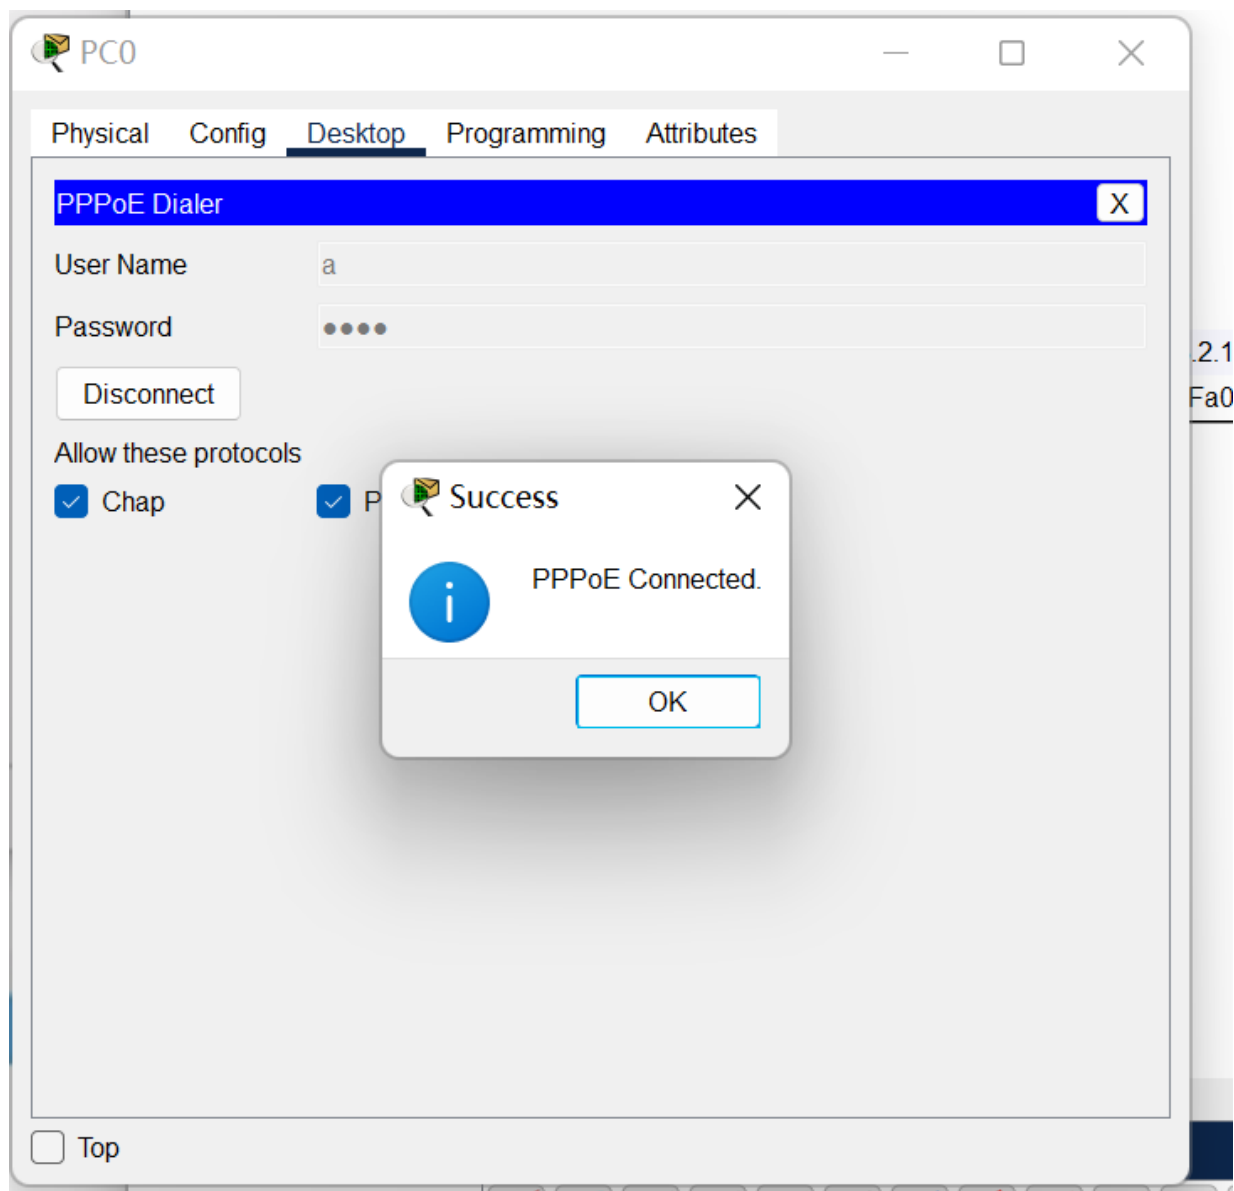 PC0
Physical Config Desktop Programming Attributes
PPPoE Dialer X
User Name a
Password ●●●●
.2.1
Disconnect
Fa0
Allow these protocols
Chap P
Success
PPPoE Connected.
OK
Top